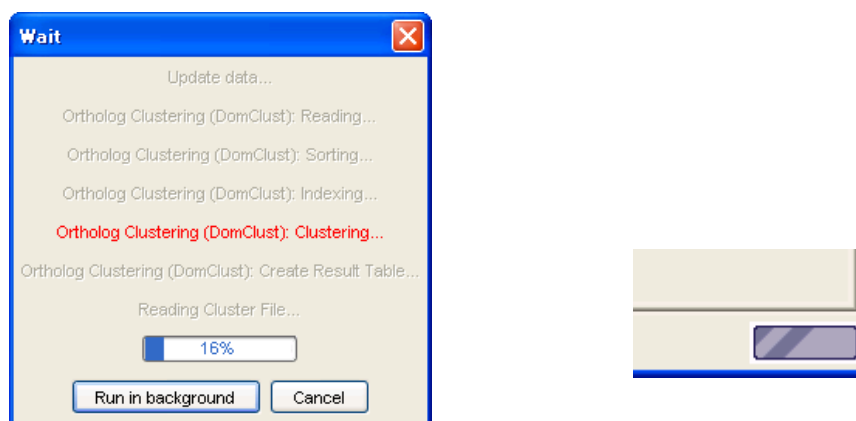 Wait
Update data...
Ortholog Clustering (DomClust): Reading...
Ortholog Clustering (DomClust): Sorting...
Ortholog Clustering (DomClust): Indexing...
Ortholog Clustering (DomClust): Clustering...
Ortholog Clustering (DomClust): Create Result Table...
Reading Cluster File...
16%
Run in background Cancel